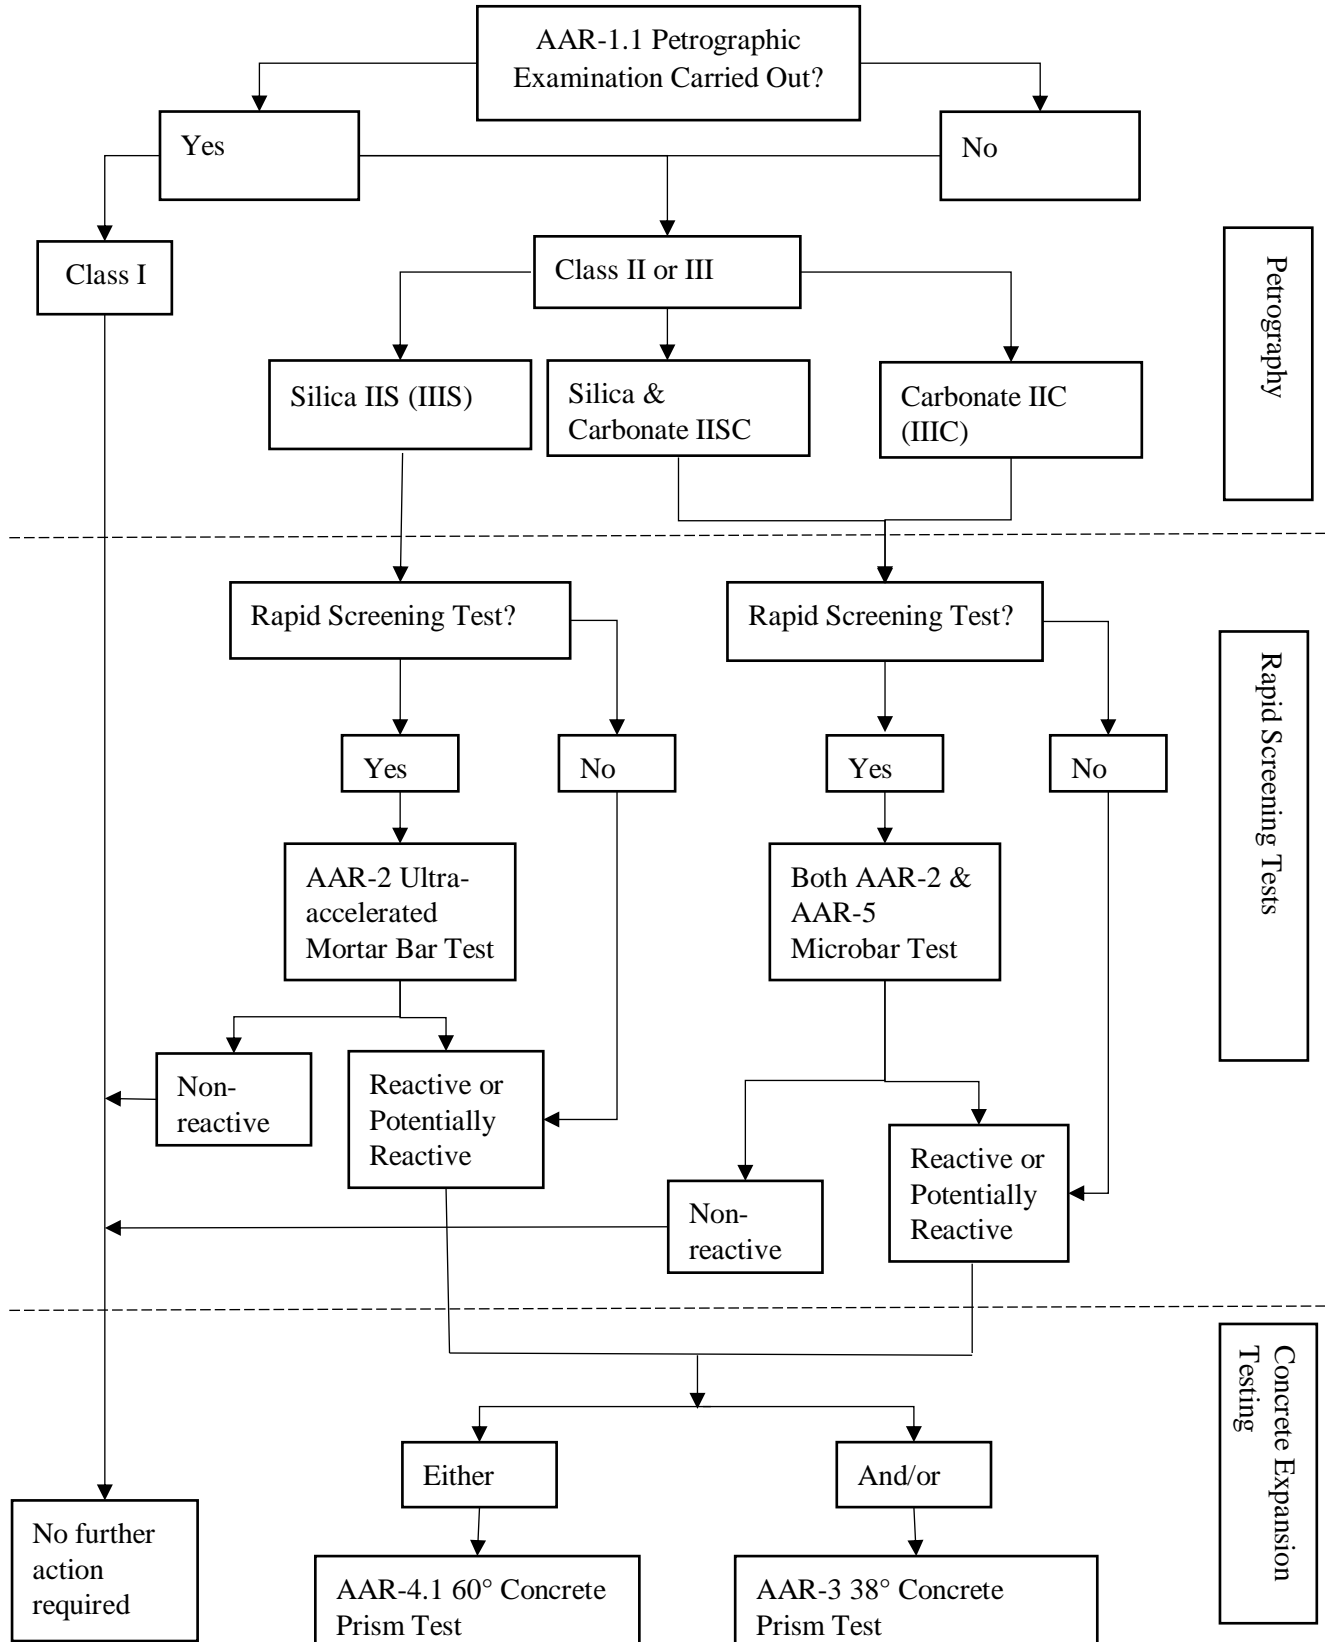 AAR-1.1 Petrographic
Examination Carried Out?
Yes
No
Class I
Class II or III
Petrography
Silica IIS (IIIS)
Silica &
Carbonate IISC
Carbonate IIC
(IIIC)
Rapid Screening Test?
Rapid Screening Test?
Rapid Screening Tests
Yes
No
Yes
No
AAR-2 Ultra-
accelerated
Mortar Bar Test
Both AAR-2 &
AAR-5
Microbar Test
Non-
reactive
Reactive or
Potentially
Reactive
Non-
reactive
Reactive or
Potentially
Reactive
Concrete Expansion
Testing
Either
And/or
No further
action
required
AAR-4.1 60° Concrete
Prism Test
AAR-3 38° Concrete
Prism Test